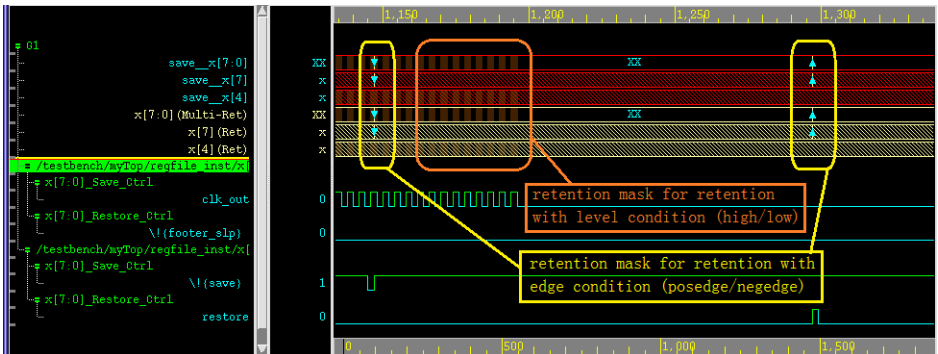 1,150 1,200 1,250 1,300
G1
save__x[7:0] XX XX
save__x[7] x
save__x[4] x
x[7:0](Multi-Ret) XX XX
x[7](Ret) x
x[4](Ret) x
/testbench/myTop/regfile_inst/x[
x[7:0]_Save_Ctrl
clk_out 0
retention mask for retention
with level condition (high/low)
x[7:0]_Restore_Ctrl
\!{footer_slp} 0
/testbench/myTop/regfile_inst/x[
x[7:0]_Save_Ctrl
\!{save} 1
retention mask for retention with
edge condition (posedge/negedge)
x[7:0]_Restore_Ctrl
restore 0
0 500 1,000 1,500